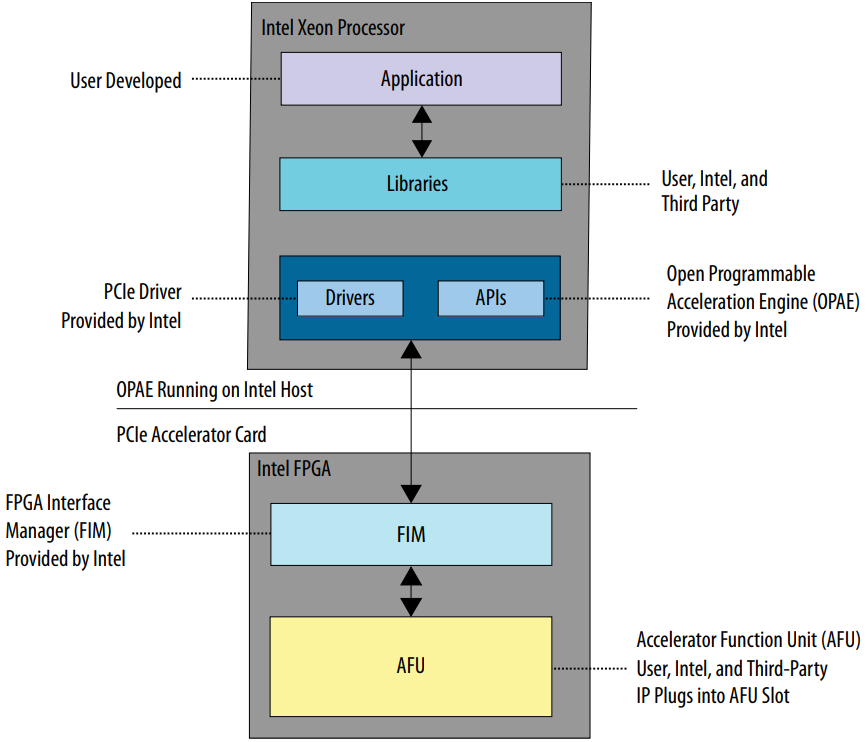 Intel Xeon Processor
User Developed
Application
Libraries
User, Intel, and
Third Party
PCIe Driver
Provided by Intel
Drivers
APIs
Open Programmable
Acceleration Engine (OPAE)
Provided by Intel
OPAE Running on Intel Host
PCIe Accelerator Card
Intel FPGA
FPGA Interface
Manager (FIM)
Provided by Intel
FIM
AFU
Accelerator Function Unit (AFU)
User, Intel, and Third-Party
IP Plugs into AFU Slot